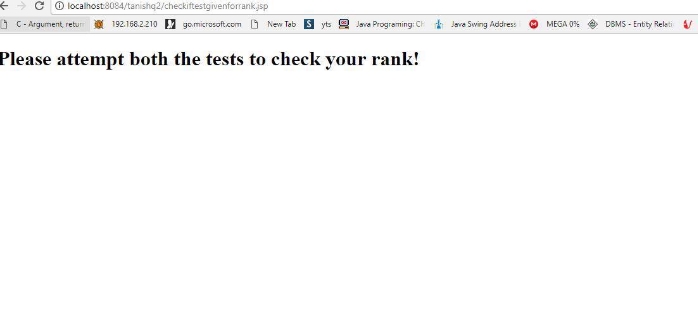 localhost:8084/tanishq2/checkiftestgivenforrank.jsp
C - Argument, return 192.168.2.210 go.microsoft.com New Tab yts Java Programing: Ch Java Swing Address MEGA 0% DBMS - Entity Relati
Please attempt both the tests to check your rank!